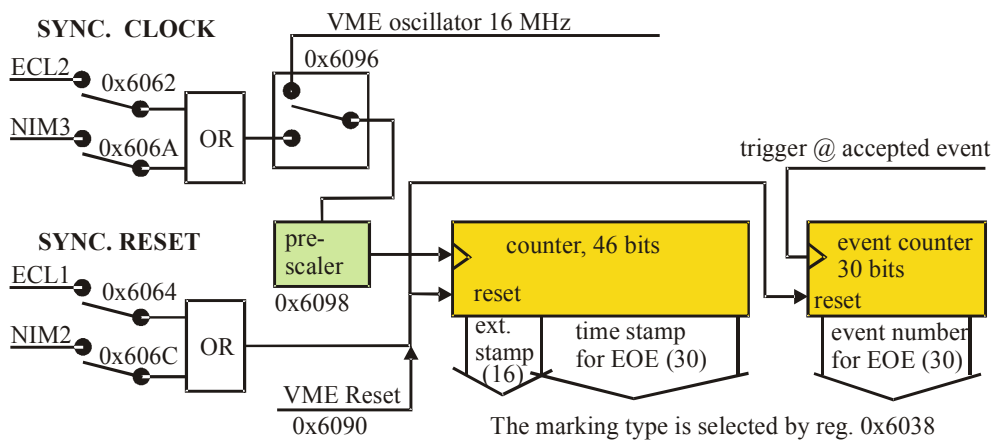 SYNC. CLOCK
VME oscillator 16 MHz
ECL2
0x6062
0x6096
NIM3
0x606A
OR
trigger @ accepted event
SYNC. RESET
ECL1
0x6064
NIM2
0x606C
OR
pre-
scaler
0x6098
counter, 46 bits
reset
event counter
30 bits
reset
ext.
stamp
(16)
time stamp
for EOE (30)
event number
for EOE (30)
VME Reset
0x6090
The marking type is selected by reg. 0x6038